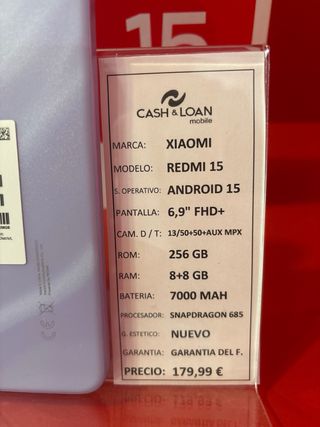 15
CASH & LOAN
mobile
MARCA: XIAOMI
MODELO: REDMI 15
S. OPERATIVO: ANDROID 15
PANTALLA: 6,9" FHD+
CAM. D / T: 13/50+50+AUX MPX
ROM: 256 GB
RAM: 8+8 GB
BATERIA: 7000 MAH
PROCESADOR: SNAPDRAGON 685
G. ESTETICO: NUEVO
GARANTIA: GARANTIA DEL F.
PRECIO: 179,99 €